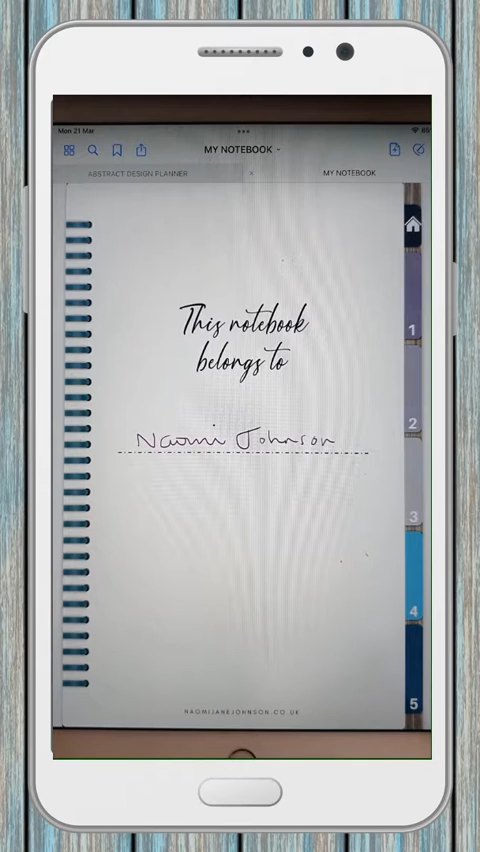 Mon 21 Mar
85
MY NOTEBOOK
ABSTRACT DESIGN PLANNER
x
MY NOTEBOOK
This notebook
belongs to
Naomi Johnson
1
2
3
4
5
NAOMIJANEJOHNSON.CO.UK